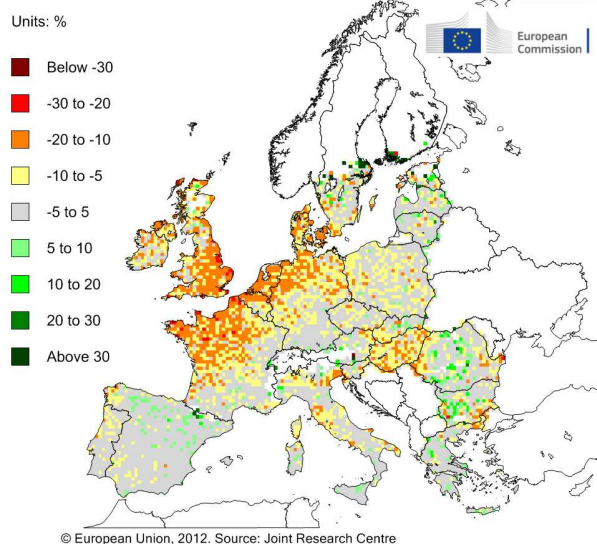 Units: %
European
Commission
Below -30
-30 to -20
-20 to -10
-10 to -5
-5 to 5
5 to 10
10 to 20
20 to 30
Above 30
© European Union, 2012. Source: Joint Research Centre